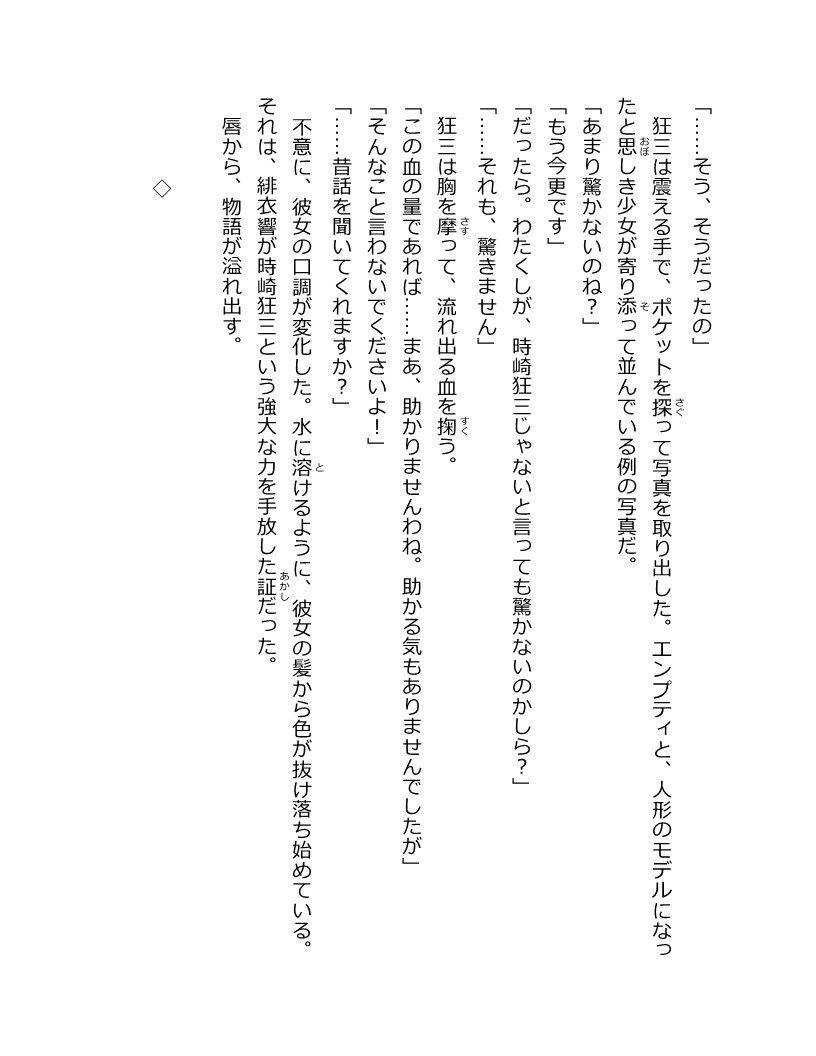 「……そう、そうだったの」
　狂三は震える手で、ポケットを探って写真を取り出した。エンプティと、人形のモデルになっ
たと思しき少女が寄り添って並んでいる例の写真だ。
「あまり驚かないのね？」
「もう今更です」
「だったら。わたくしが、時崎狂三じゃないと言っても驚かないのかしら？」
「……それも、驚きません」
　狂三は胸を摩って、流れ出る血を掬う。
「この血の量であれば……まあ、助かりませんわね。助かる気もありませんでしたが」
「そんなこと言わないでくださいよ！」
「……昔話を聞いてくれますか？」
　不意に、彼女の口調が変化した。水に溶けるように、彼女の髪から色が抜け落ち始めている。
それは、緋衣響が時崎狂三という強大な力を手放した証だった。
　唇から、物語が溢れ出す。
◇